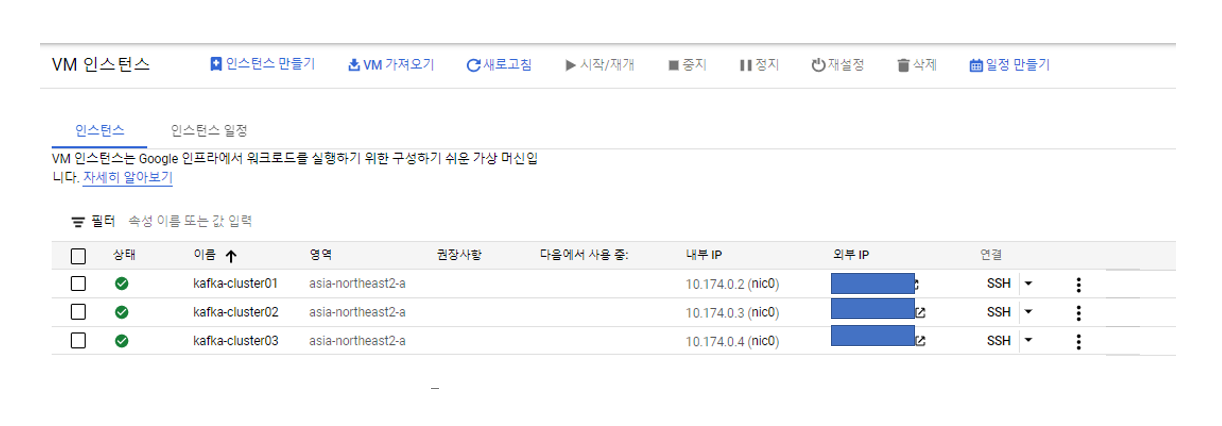 VM 인스턴스 인스턴스 만들기 VM 가져오기 새로고침 시작/재개 중지 정지 재설정 삭제 일정 만들기
인스턴스 인스턴스 일정
VM 인스턴스는 Google 인프라에서 워크로드를 실행하기 위한 구성하기 쉬운 가상 머신입
니다. 자세히 알아보기
필터 속성 이름 또는 값 입력
상태 이름 영역 권장사항 다음에서 사용 중: 내부 IP 외부 IP 연결
kafka-cluster01 asia-northeast2-a 10.174.0.2 (nic0) SSH
kafka-cluster02 asia-northeast2-a 10.174.0.3 (nic0) SSH
kafka-cluster03 asia-northeast2-a 10.174.0.4 (nic0) SSH